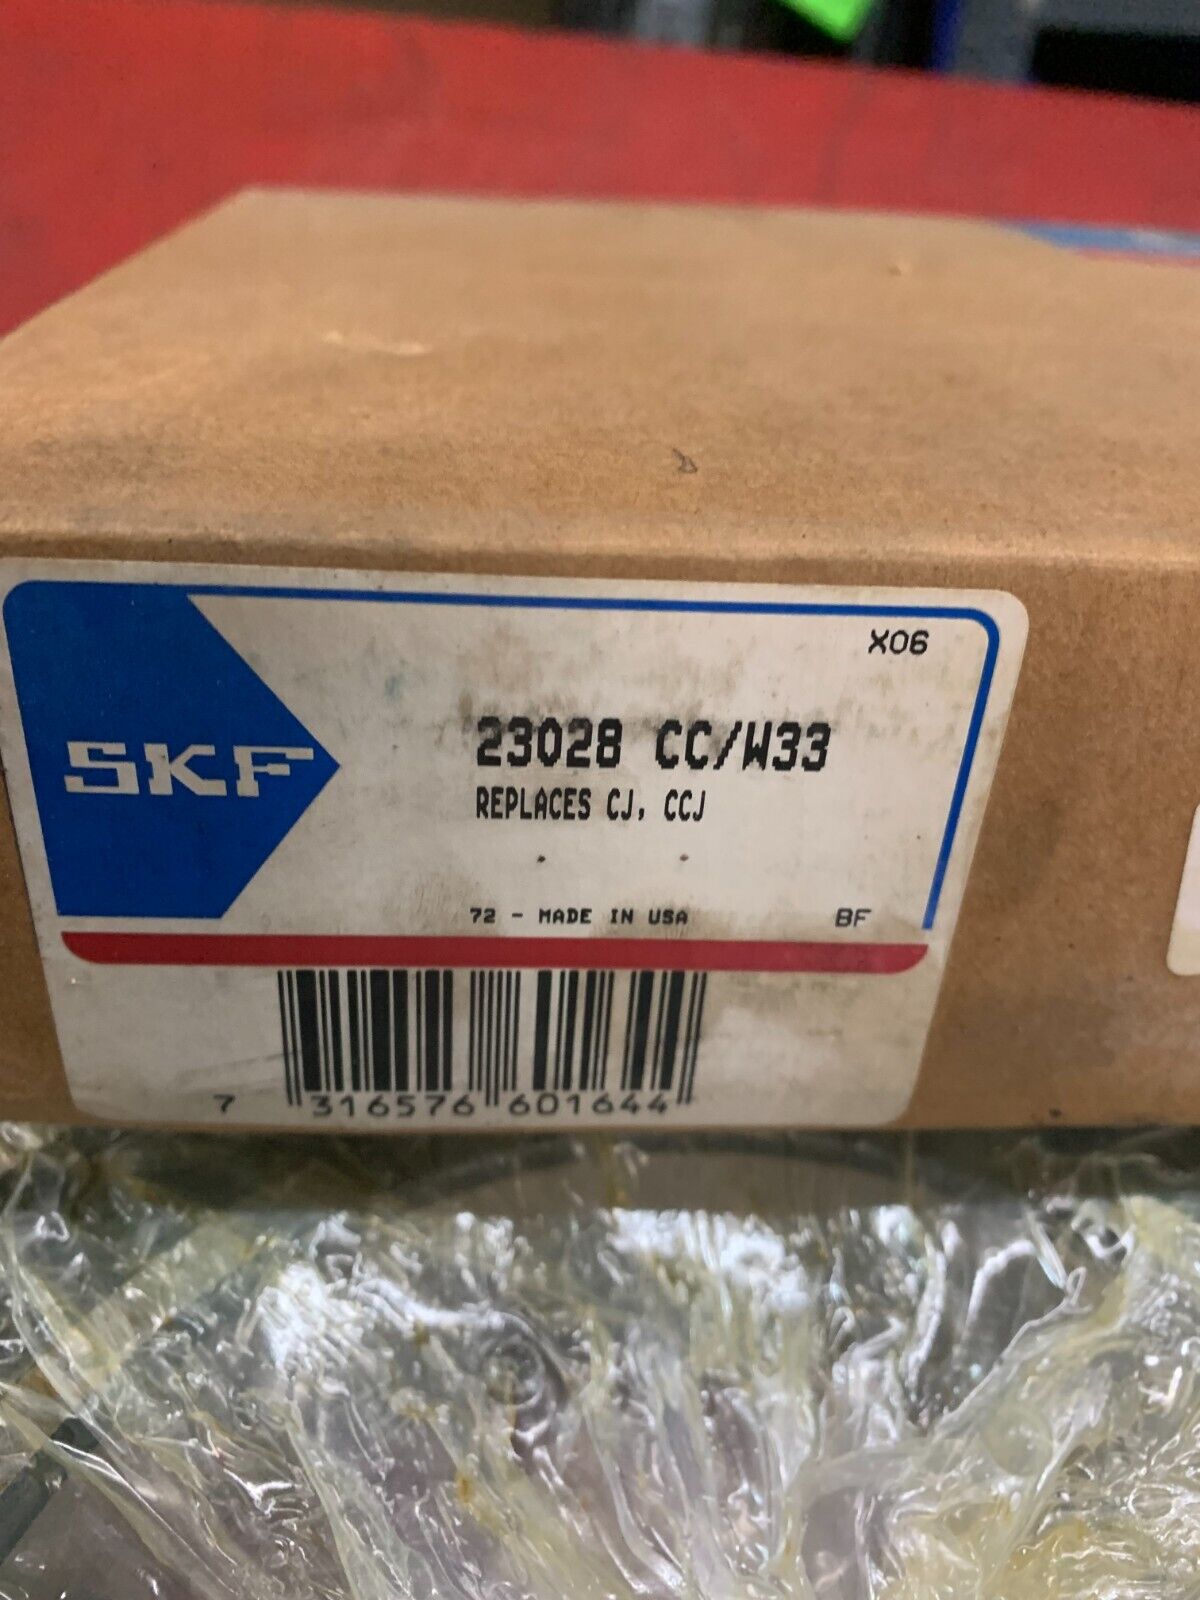 X06
SKF
23028 CC/W33
REPLACES CJ, CCJ
72 - MADE IN USA BF
7 316576 601644